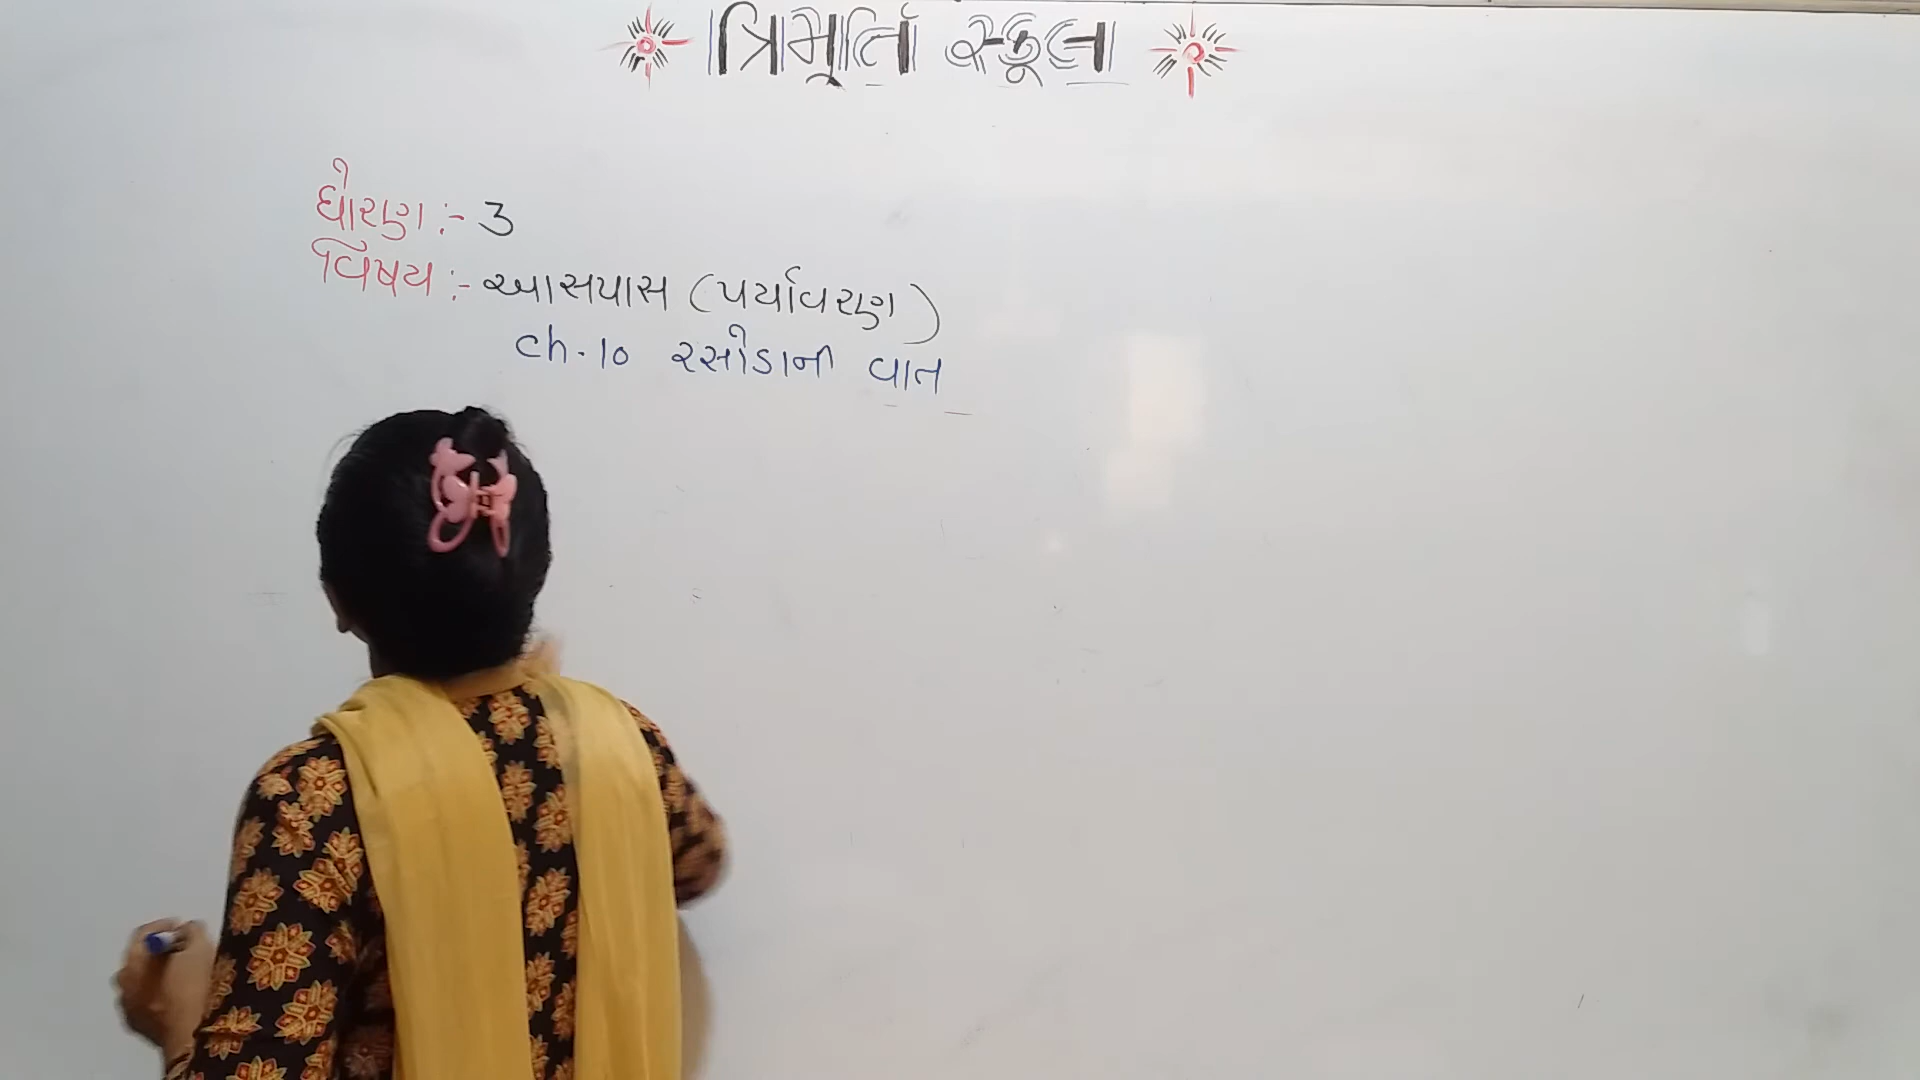 ત્રિમૂર્તિ સ્કૂલ
ધોરણ :- 3
વિષય :- આસપાસ (પર્યાવરણ)
ch.10 રસોડાની વાત